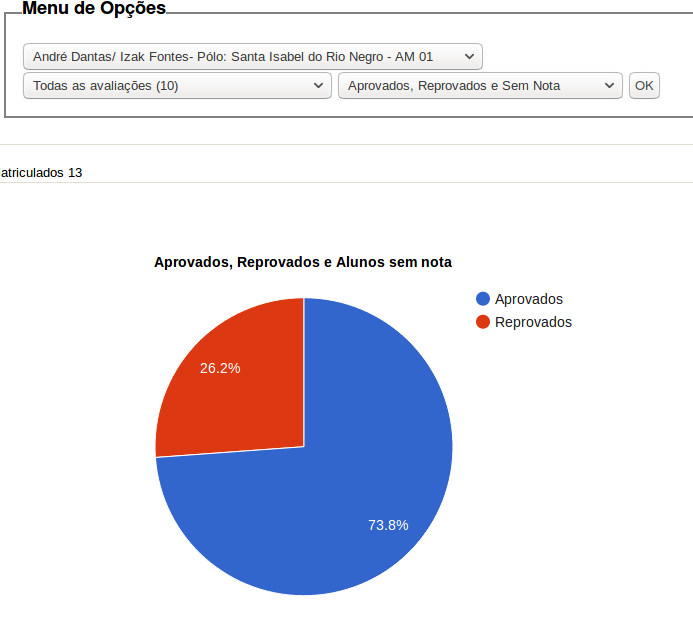 Menu de Opções
André Dantas/ Izak Fontes- Pólo: Santa Isabel do Rio Negro - AM 01
Todas as avaliações (10) Aprovados, Reprovados e Sem Nota OK
atriculados 13
Aprovados, Reprovados e Alunos sem nota
Aprovados
Reprovados
26.2%
73.8%